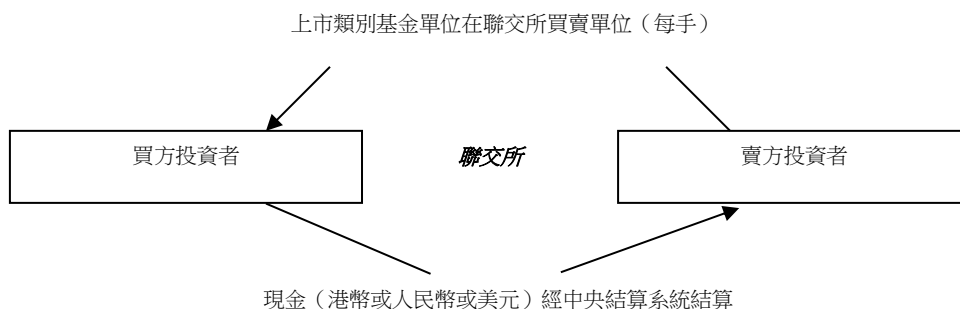 上市類別基金單位在聯交所買賣單位（每手）
買方投資者
聯交所
賣方投資者
現金（港幣或人民幣或美元）經中央結算系統結算